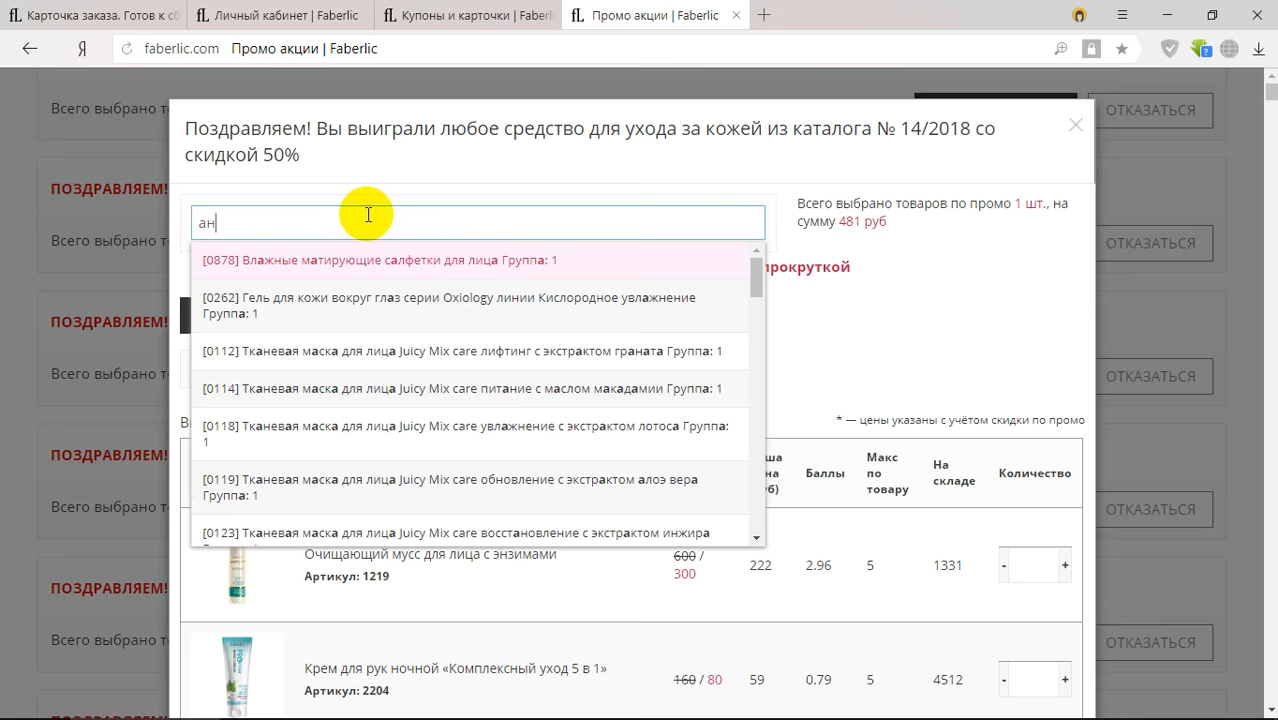 Карточка заказа. Готов к сб
Личный кабинет | Faberlic
Купоны и карточки | Faberl
Промо акции | Faberlic
Я faberlic.com Промо акции | Faberlic
Всего выбрано т
ОТКАЗАТЬСЯ
Поздравляем! Вы выиграли любое средство для ухода за кожей из каталога № 14/2018 со
скидкой 50%
ПОЗДРАВЛЯЕМ!
Всего выбрано товаров по промо 1 шт., на
сумму 481 руб
ан
Всего выбрано т
ОТКАЗАТЬСЯ
[0878] Влажные матирующие салфетки для лица Группа: 1
прокруткой
[0262] Гель для кожи вокруг глаз серии Oxiology линии Кислородное увлажнение
Группа: 1
ПОЗДРАВЛЯЕМ!
[0112] Тканевая маска для лица Juicy Mix care лифтинг с экстрактом граната Группа: 1
Всего выбрано т
ОТКАЗАТЬСЯ
[0114] Тканевая маска для лица Juicy Mix care питание с маслом макадамии Группа: 1
* — цены указаны с учётом скидки по промо
[0118] Тканевая маска для лица Juicy Mix care увлажнение с экстрактом лотоса Группа:
1
ПОЗДРАВЛЯЕМ!
Баллы
Макс
по
товару
На
складе
Количество
[0119] Тканевая маска для лица Juicy Mix care обновление с экстрактом алоэ вера
Группа: 1
Всего выбрано т
ОТКАЗАТЬСЯ
[0123] Тканевая маска для лица Juicy Mix care восстановление с экстрактом инжира
Очищающий мусс для лица с энзимами
Артикул: 1219
600 /
300
222
2.96
5
1331
- +
ПОЗДРАВЛЯЕМ!
Всего выбрано т
ОТКАЗАТЬСЯ
Крем для рук ночной «Комплексный уход 5 в 1»
Артикул: 2204
160 / 80
59
0.79
5
4512
- +